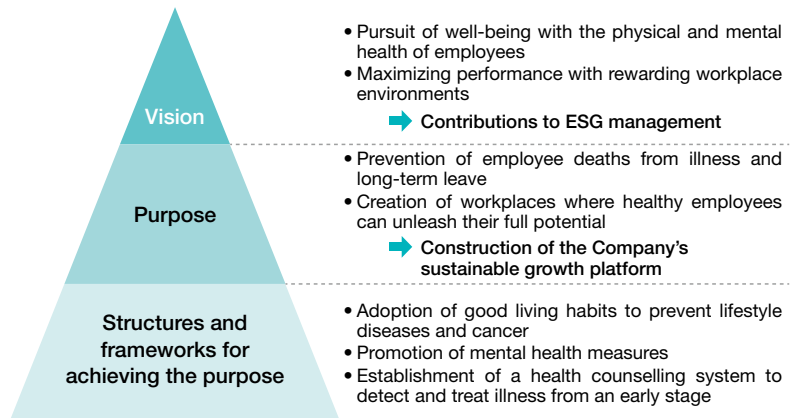 Vision
• Pursuit of well-being with the physical and mental
health of employees
• Maximizing performance with rewarding workplace
environments
Contributions to ESG management
Purpose
• Prevention of employee deaths from illness and
long-term leave
• Creation of workplaces where healthy employees
can unleash their full potential
Construction of the Company’s
sustainable growth platform
Structures and
frameworks for
achieving the purpose
• Adoption of good living habits to prevent lifestyle
diseases and cancer
• Promotion of mental health measures
• Establishment of a health counselling system to
detect and treat illness from an early stage